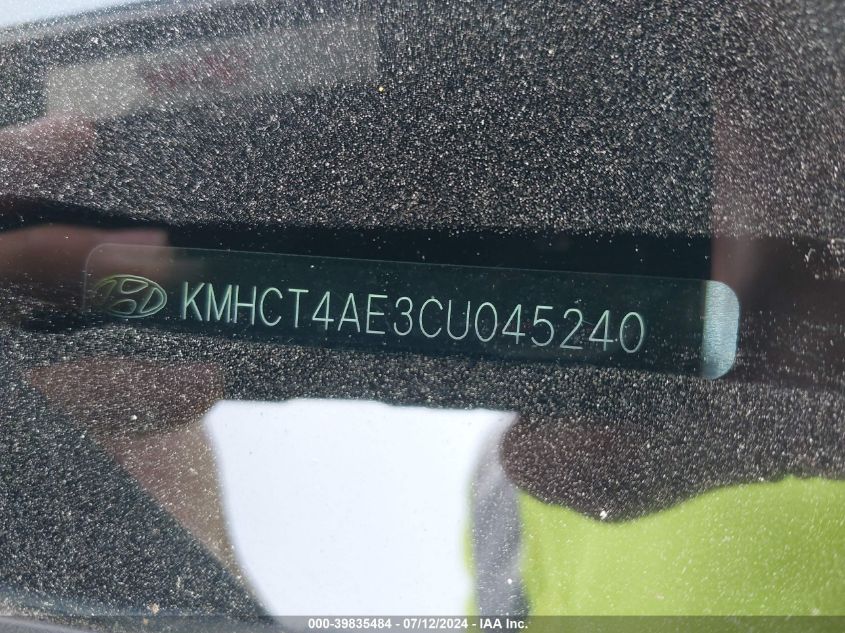 KMHCT4AE3CU045240
000-39835484 - 07/12/2024 - IAA Inc.